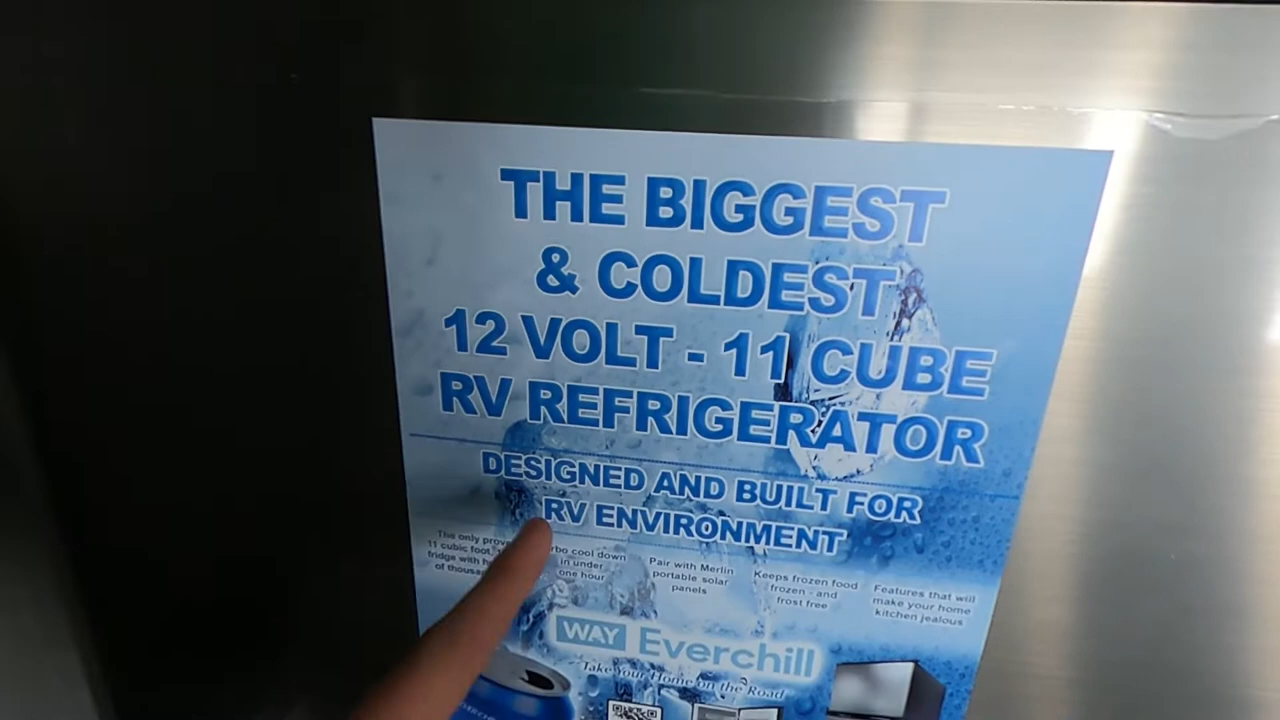 THE BIGGEST
& COLDEST
12 VOLT - 11 CUBE
RV REFRIGERATOR
DESIGNED AND BUILT FOR
RV ENVIRONMENT
The only
11 cubic foot,
fridge with
of
cool down
in under
one hour
Pair with Merlin
portable solar
panels
Keeps frozen food
frozen - and
frost free
Features that will
make your home
kitchen jealous
WAY Everchill
Take Your Home on the Road